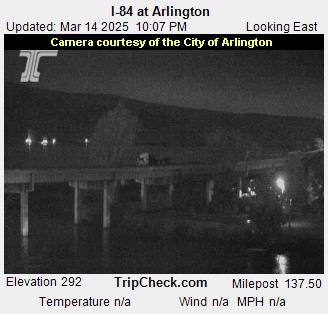 I-84 at Arlington
Updated: Mar 14 2025 10:07 PM Looking East
Camera courtesy of the City of Arlington
Elevation 292 TripCheck.com Milepost 137.50
Temperature n/a Wind n/a MPH n/a